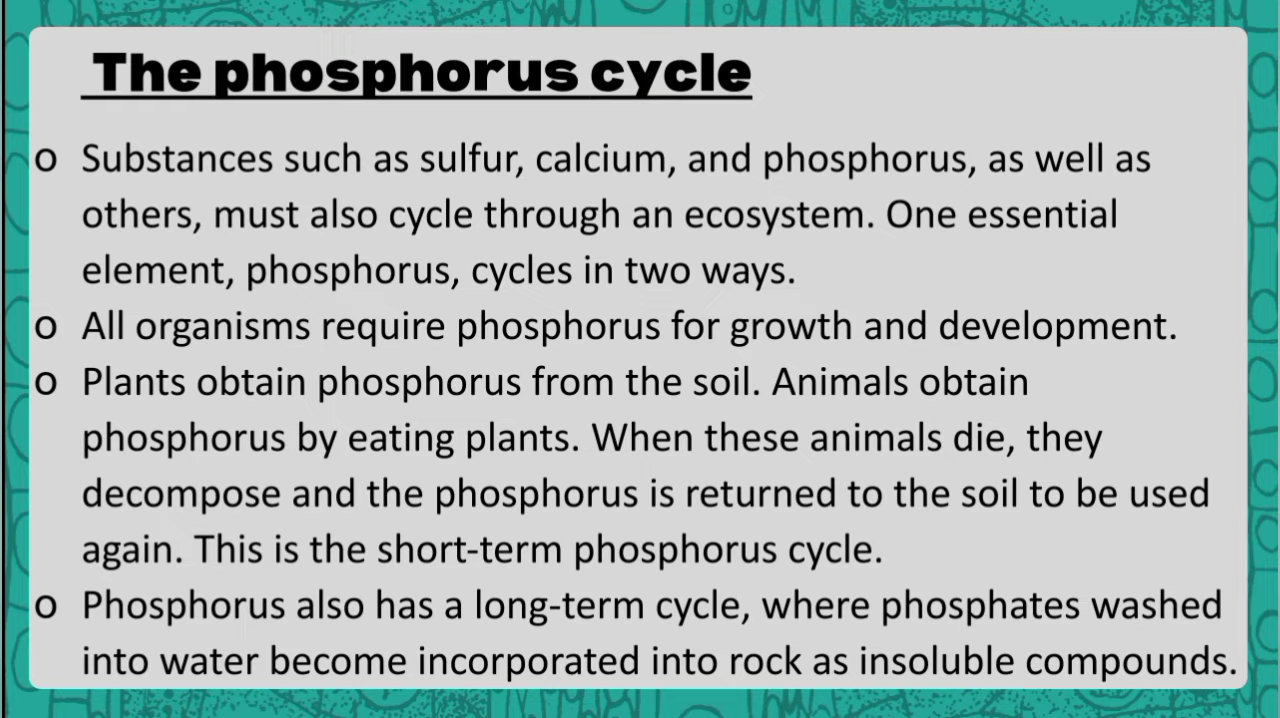 The phosphorus cycle
o Substances such as sulfur, calcium, and phosphorus, as well as
others, must also cycle through an ecosystem. One essential
element, phosphorus, cycles in two ways.
o All organisms require phosphorus for growth and development.
o Plants obtain phosphorus from the soil. Animals obtain
phosphorus by eating plants. When these animals die, they
decompose and the phosphorus is returned to the soil to be used
again. This is the short-term phosphorus cycle.
o Phosphorus also has a long-term cycle, where phosphates washed
into water become incorporated into rock as insoluble compounds.